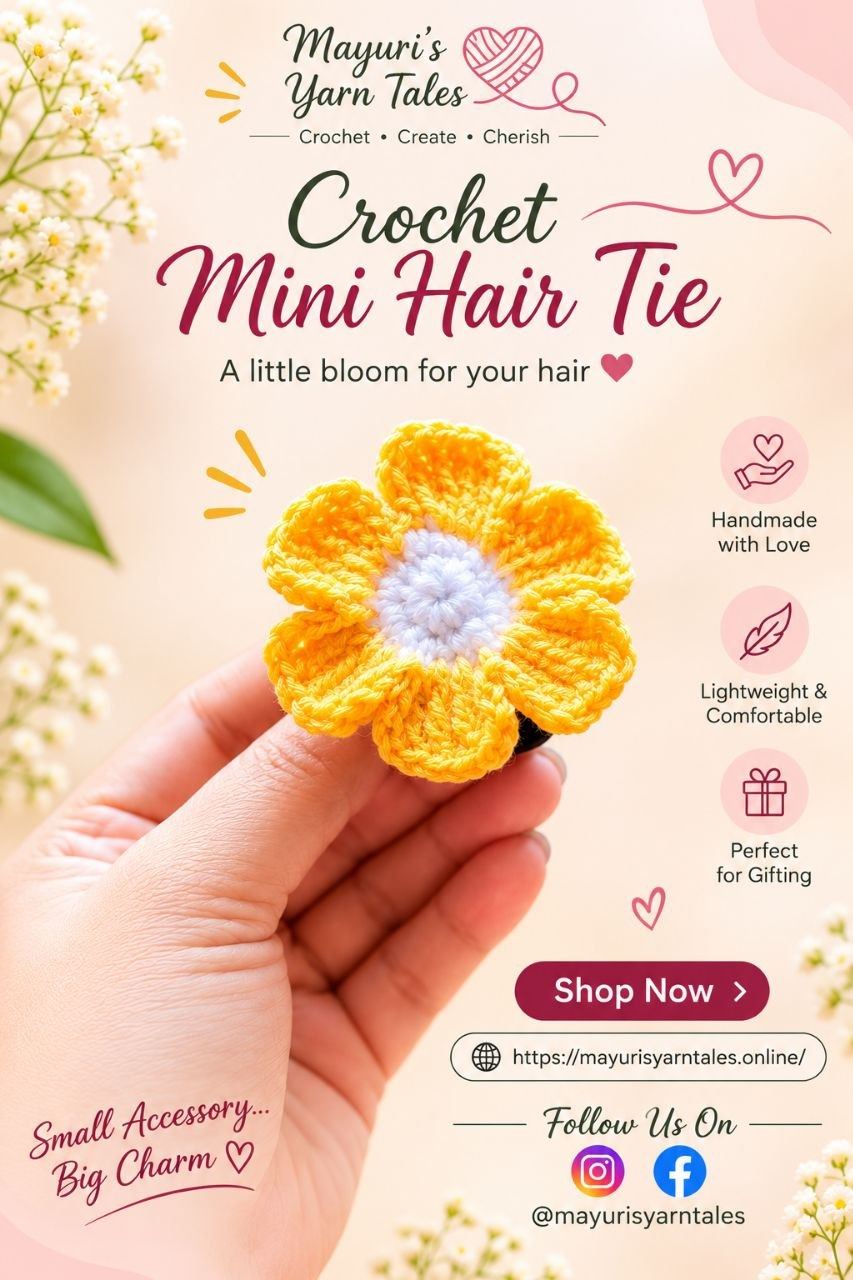 Mayuri's
Yarn Tales
Crochet • Create • Cherish
Crochet
Mini Hair Tie
A little bloom for your hair
Handmade
with Love
Lightweight &
Comfortable
Perfect
for Gifting
Shop Now
https://mayurisyarntales.online/
Small Accessory...
Big Charm
Follow Us On
@mayurisyarntales